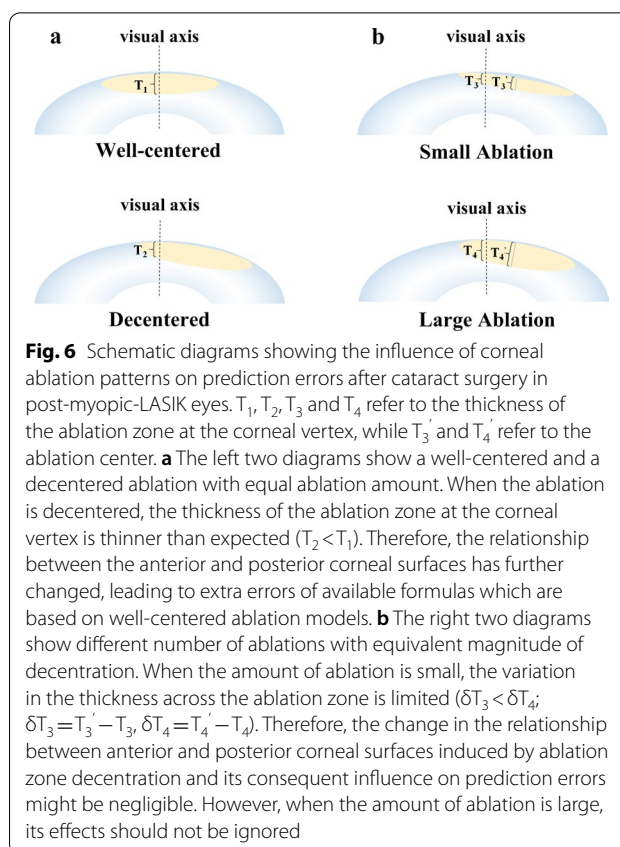 a
visual axis
T₁
Well-centered
visual axis
T₂
Decentered
b
visual axis
T₃ T₃′
Small Ablation
visual axis
T₄ T₄′
Large Ablation
Fig. 6 Schematic diagrams showing the influence of corneal
ablation patterns on prediction errors after cataract surgery in
post-myopic-LASIK eyes. T₁, T₂, T₃ and T₄ refer to the thickness of
the ablation zone at the corneal vertex, while T₃′ and T₄′ refer to the
ablation center. a The left two diagrams show a well-centered and a
decentered ablation with equal ablation amount. When the ablation
is decentered, the thickness of the ablation zone at the corneal
vertex is thinner than expected (T₂ < T₁). Therefore, the relationship
between the anterior and posterior corneal surfaces has further
changed, leading to extra errors of available formulas which are
based on well-centered ablation models. b The right two diagrams
show different number of ablations with equivalent magnitude of
decentration. When the amount of ablation is small, the variation
in the thickness across the ablation zone is limited (δT₃ < δT₄;
δT₃ = T₃′ − T₃, δT₄ = T₄′ − T₄). Therefore, the change in the relationship
between anterior and posterior corneal surfaces induced by ablation
zone decentration and its consequent influence on prediction errors
might be negligible. However, when the amount of ablation is large,
its effects should not be ignored